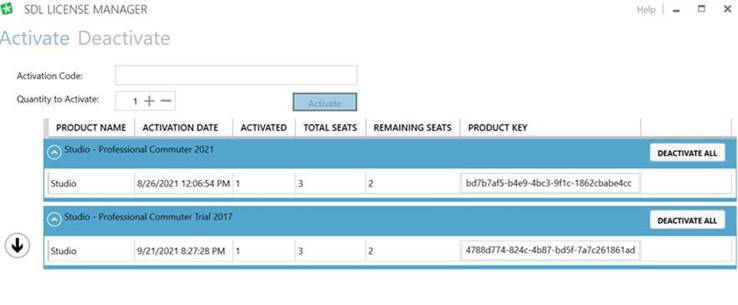 SDL LICENSE MANAGER
Help
Activate Deactivate
Activation Code:
Quantity to Activate: 1
Activate
PRODUCT NAME ACTIVATION DATE ACTIVATED TOTAL SEATS REMAINING SEATS PRODUCT KEY
Studio - Professional Commuter 2021 DEACTIVATE ALL
Studio 8/26/2021 12:06:54 PM 1 3 2 bd7b7af5-b4e9-4bc3-9f1c-1862cbabe4cc
Studio - Professional Commuter Trial 2017 DEACTIVATE ALL
Studio 9/21/2021 8:27:28 PM 1 3 2 4788d774-824c-4b87-bd5f-7a7c261861ad